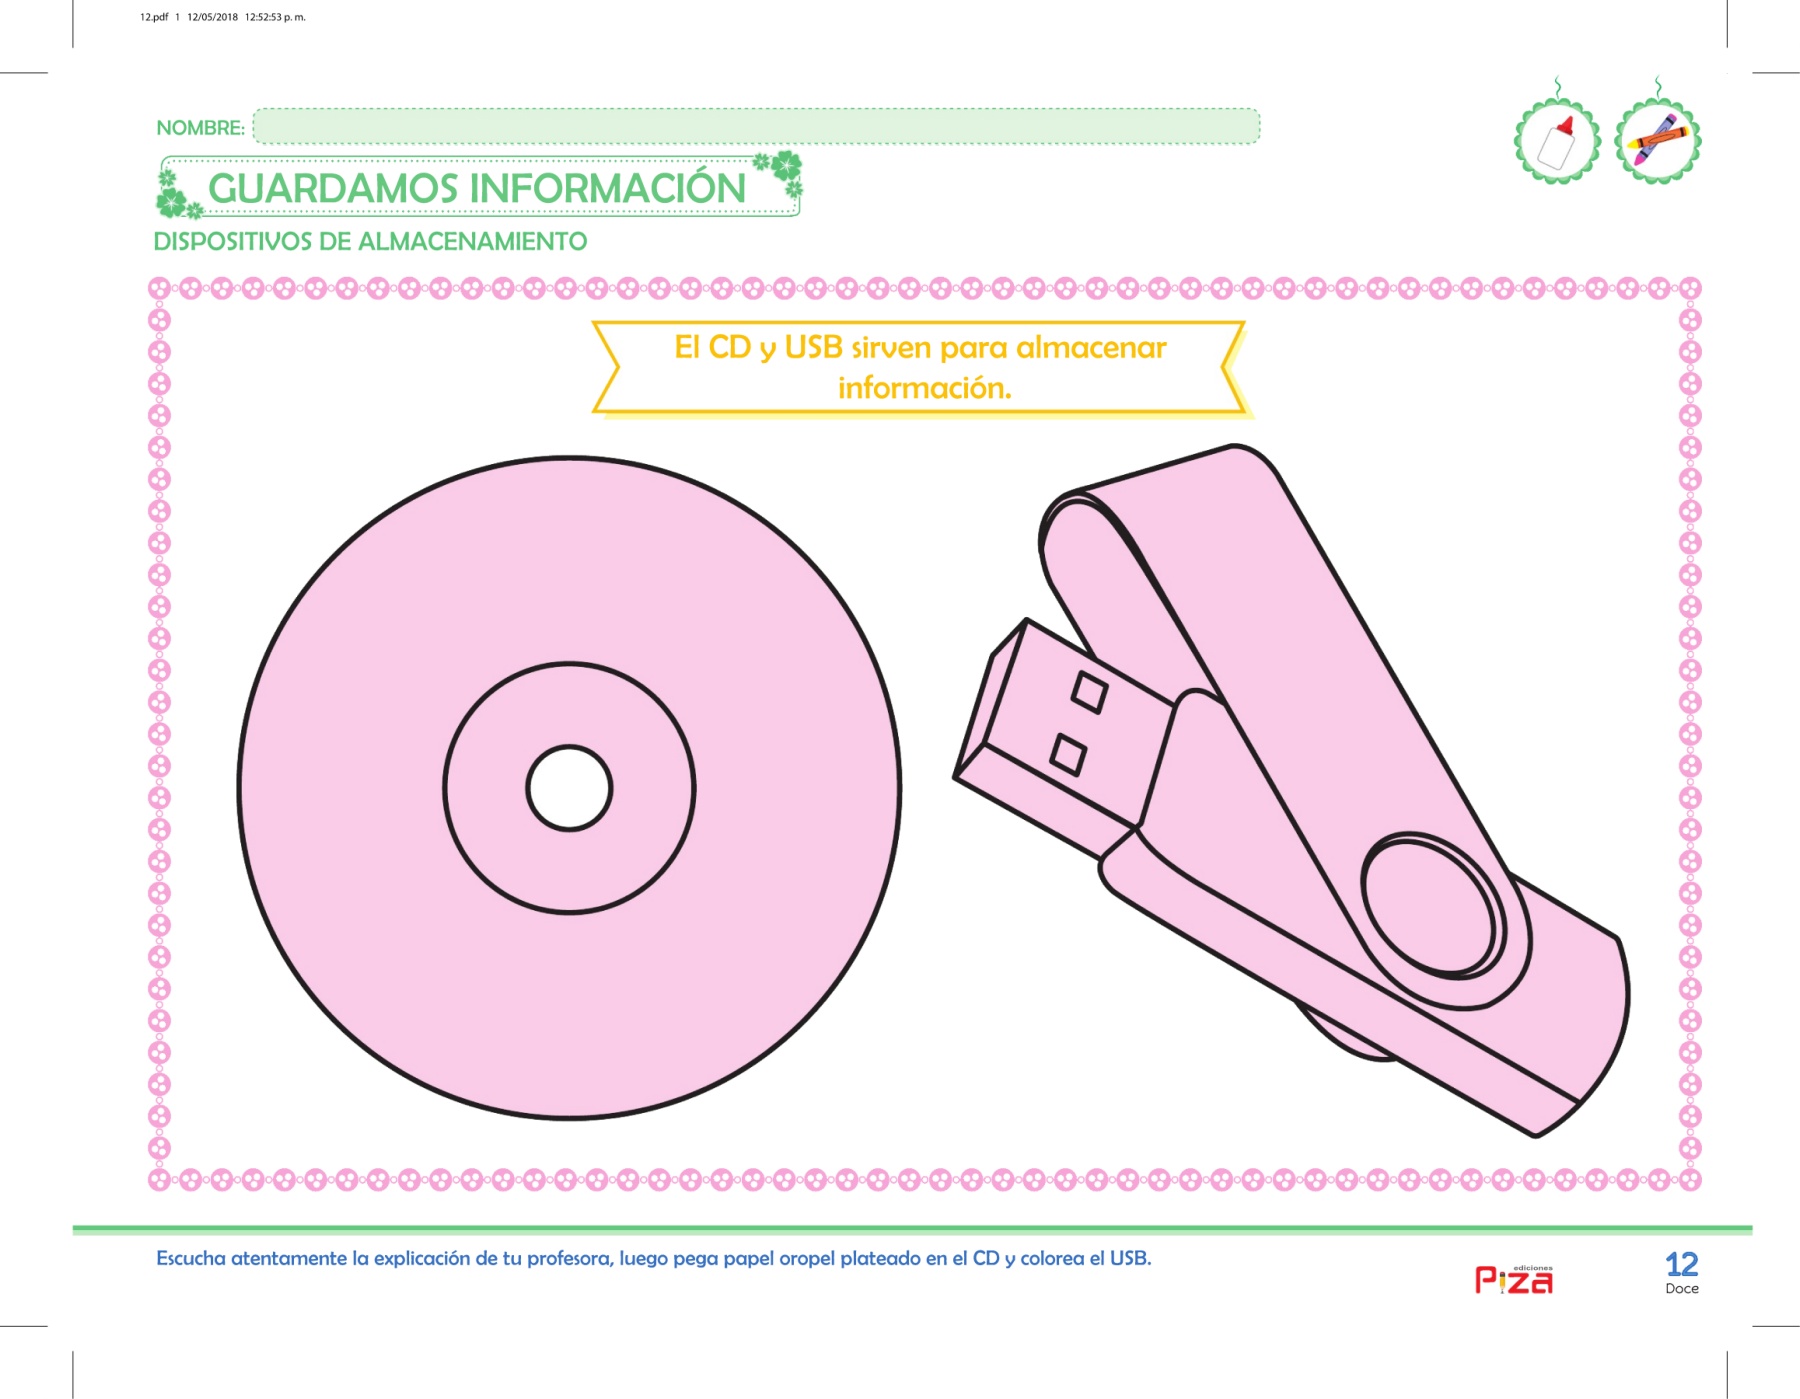 12.pdf 1 12/05/2018 12:52:53 p. m.
NOMBRE:
GUARDAMOS INFORMACIÓN
DISPOSITIVOS DE ALMACENAMIENTO
El CD y USB sirven para almacenar
información.
Escucha atentamente la explicación de tu profesora, luego pega papel oropel plateado en el CD y colorea el USB.
ediciones
Piza
12
Doce